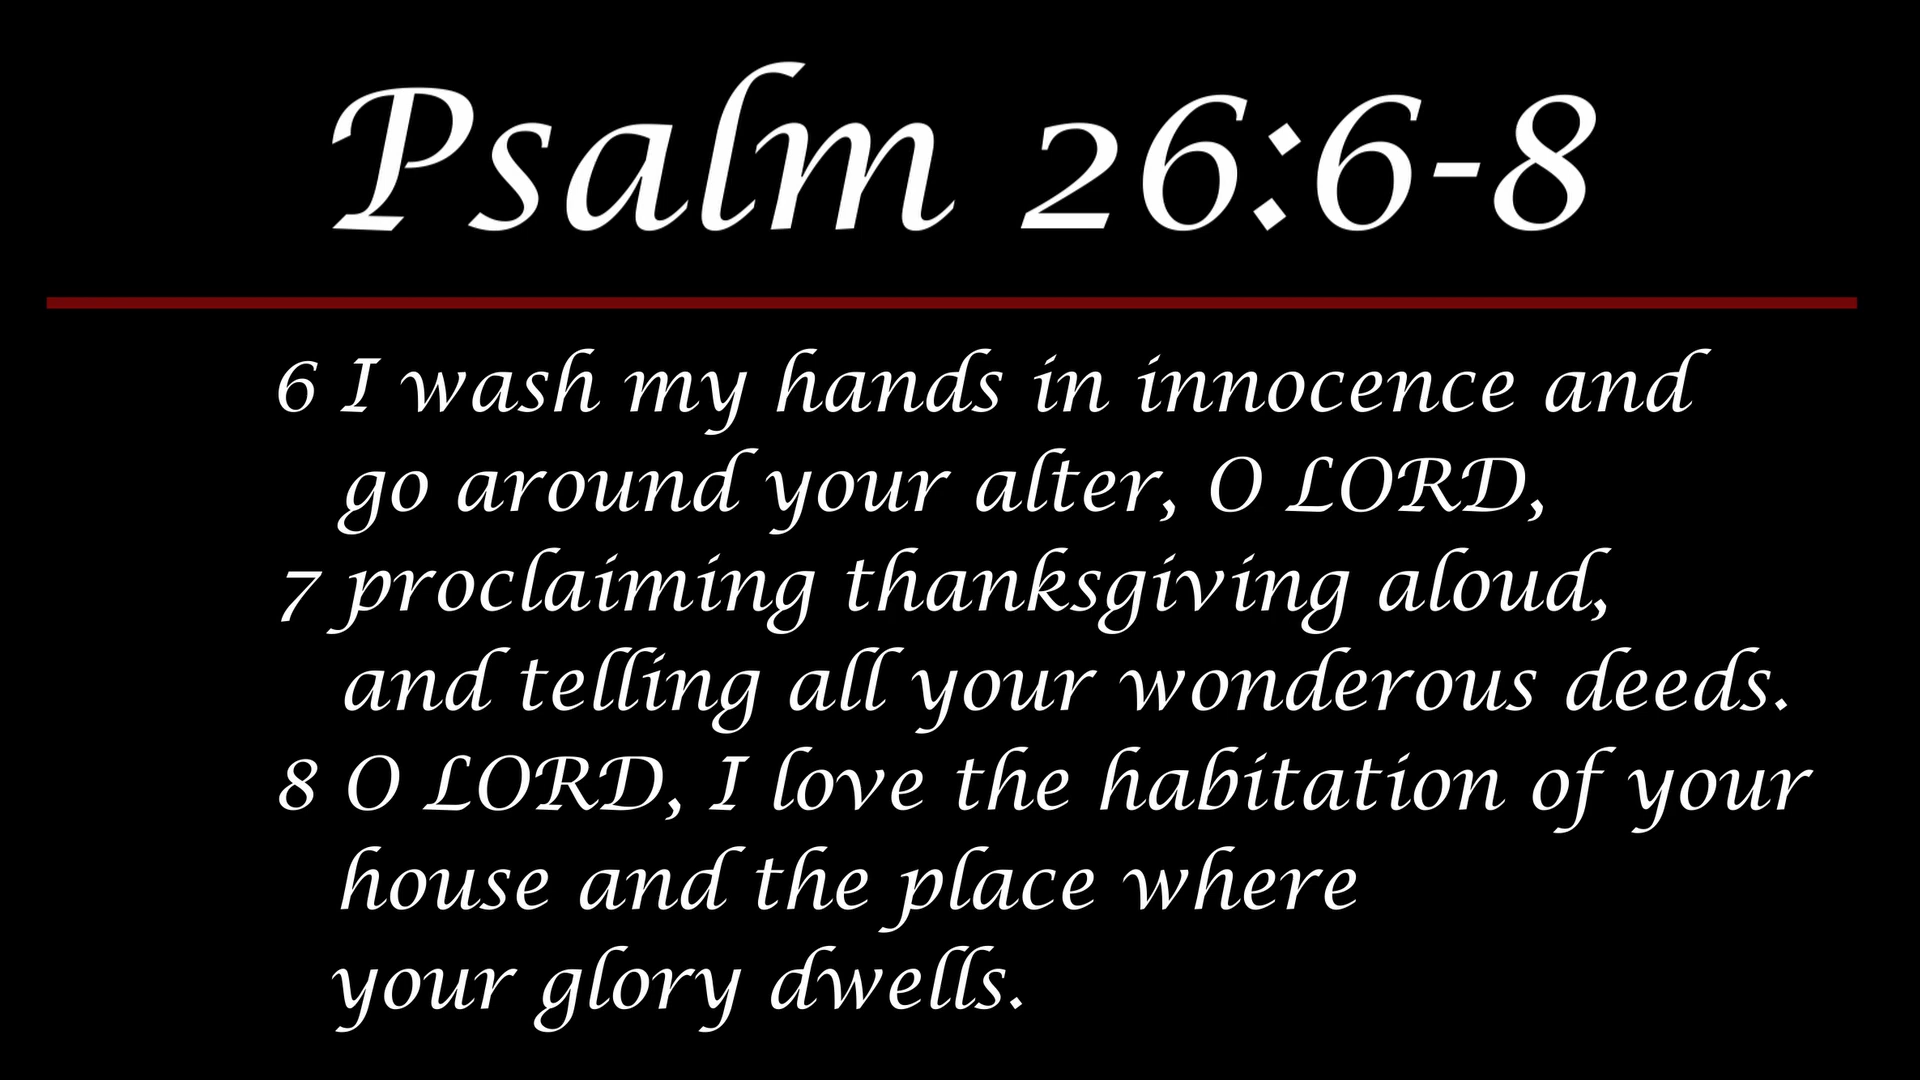 Psalm 26:6-8
6 I wash my hands in innocence and
go around your alter, O LORD,
7 proclaiming thanksgiving aloud,
and telling all your wonderous deeds.
8 O LORD, I love the habitation of your
house and the place where
your glory dwells.